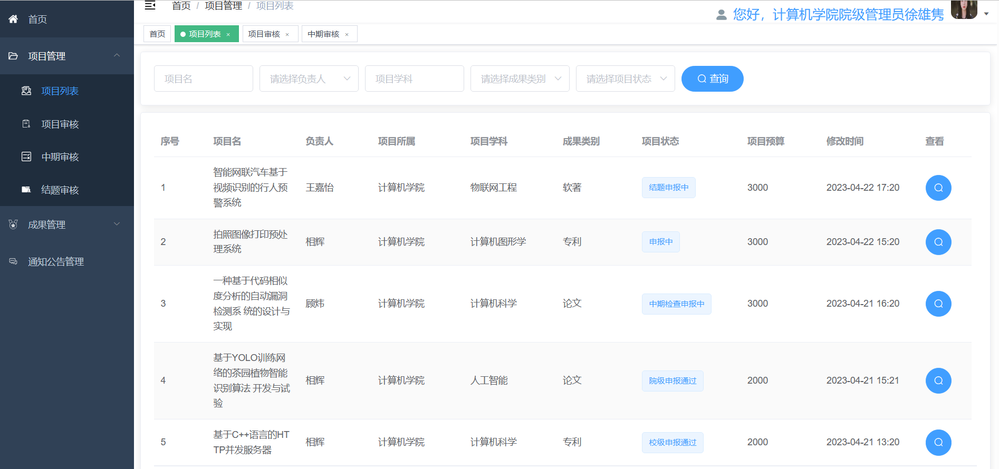 首页 / 项目管理 / 项目列表
您好，计算机学院院级管理员徐雄隽
首页
项目列表 ×
项目审核 ×
中期审核 ×
首页
项目管理
项目列表
项目审核
中期审核
结题审核
成果管理
通知公告管理
项目名
请选择负责人
项目学科
请选择成果类别
请选择项目状态
查询
序号 项目名 负责人 项目所属 项目学科 成果类别 项目状态 项目预算 修改时间 查看
智能网联汽车基于
1 视频识别的行人预 王嘉怡 计算机学院 物联网工程 软著 结题申报中 3000 2023-04-22 17:20
警系统
拍照图像打印预处
2 相辉 计算机学院 计算机图形学 专利 申报中 3000 2023-04-22 15:20
理系统
一种基于代码相似
度分析的自动漏洞
3 顾炜 计算机学院 计算机科学 论文 中期检查申报中 3000 2023-04-21 16:20
检测系 统的设计与
实现
基于YOLO训练网
络的茶园植物智能
4 相辉 计算机学院 人工智能 论文 院级申报通过 2000 2023-04-21 15:21
识别算法 开发与试
验
基于C++语言的HT
5 相辉 计算机学院 计算机科学 专利 校级申报通过 2000 2023-04-21 13:20
TP并发服务器